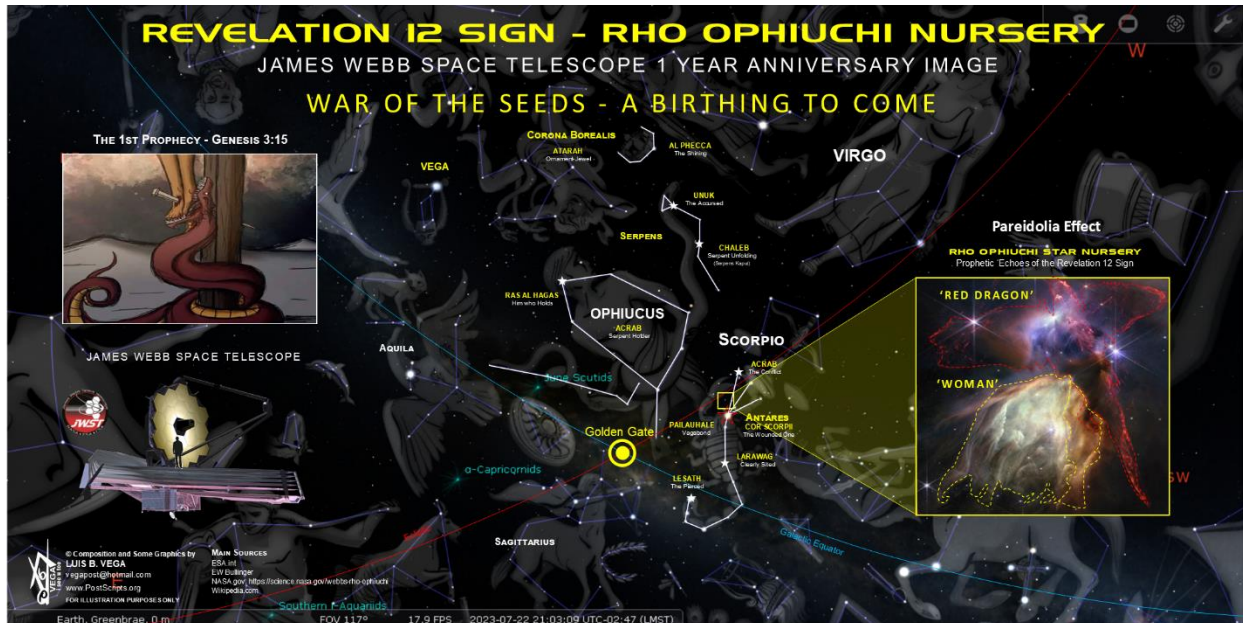 REVELATION 12 SIGN - RHO OPHIUCHI NURSERY
JAMES WEBB SPACE TELESCOPE 1 YEAR ANNIVERSARY IMAGE
WAR OF THE SEEDS - A BIRTHING TO COME
W
THE 1ST PROPHECY - GENESIS 3:15
VEGA
CORONA BOREALIS
ATARAH
Ornament Jewel
AL PHECCA
The Shining
VIRGO
UNUK
The Accursed
SERPENS
CHALEB
Serpent Unfolding
Pareidolia Effect
RHO OPHIUCHI STAR NURSERY
Prophetic 'Echoes of the Revelation 12 Sign
'RED DRAGON'
'WOMAN'
SW
RAS AL HAGAS
Him who Holds
OPHIUCUS
ACRAB
Serpent Holder
SCORPIO
ACRAB
The Conflict
AQUILA
JAMES WEBB SPACE TELESCOPE
JWST
June Scutids
Golden Gate
PAILAUHALE
Vagabond
ANTARES
COR SCORPII
The Wounded One
LARAWAG
Clearly Sited
LESATH
The Pierced
α-Capricornids
SAGITTARIUS
Galactic Equator
VEGA
© Composition and Some Graphics by
LUIS B. VEGA
vegapost@hotmail.com
www.PostScripts.org
FOR ILLUSTRATION PURPOSES ONLY
MAIN SOURCES
ESA.int
EW Bullinger
NASA.gov, https://science.nasa.gov/webbs-rho-ophiuchi
Wikipedia.com
E
Earth, Greenbrae, 0 m
FOV 117°
17.9 FPS
2023-07-22 21:03:09 UTC-02:47 (LMST)